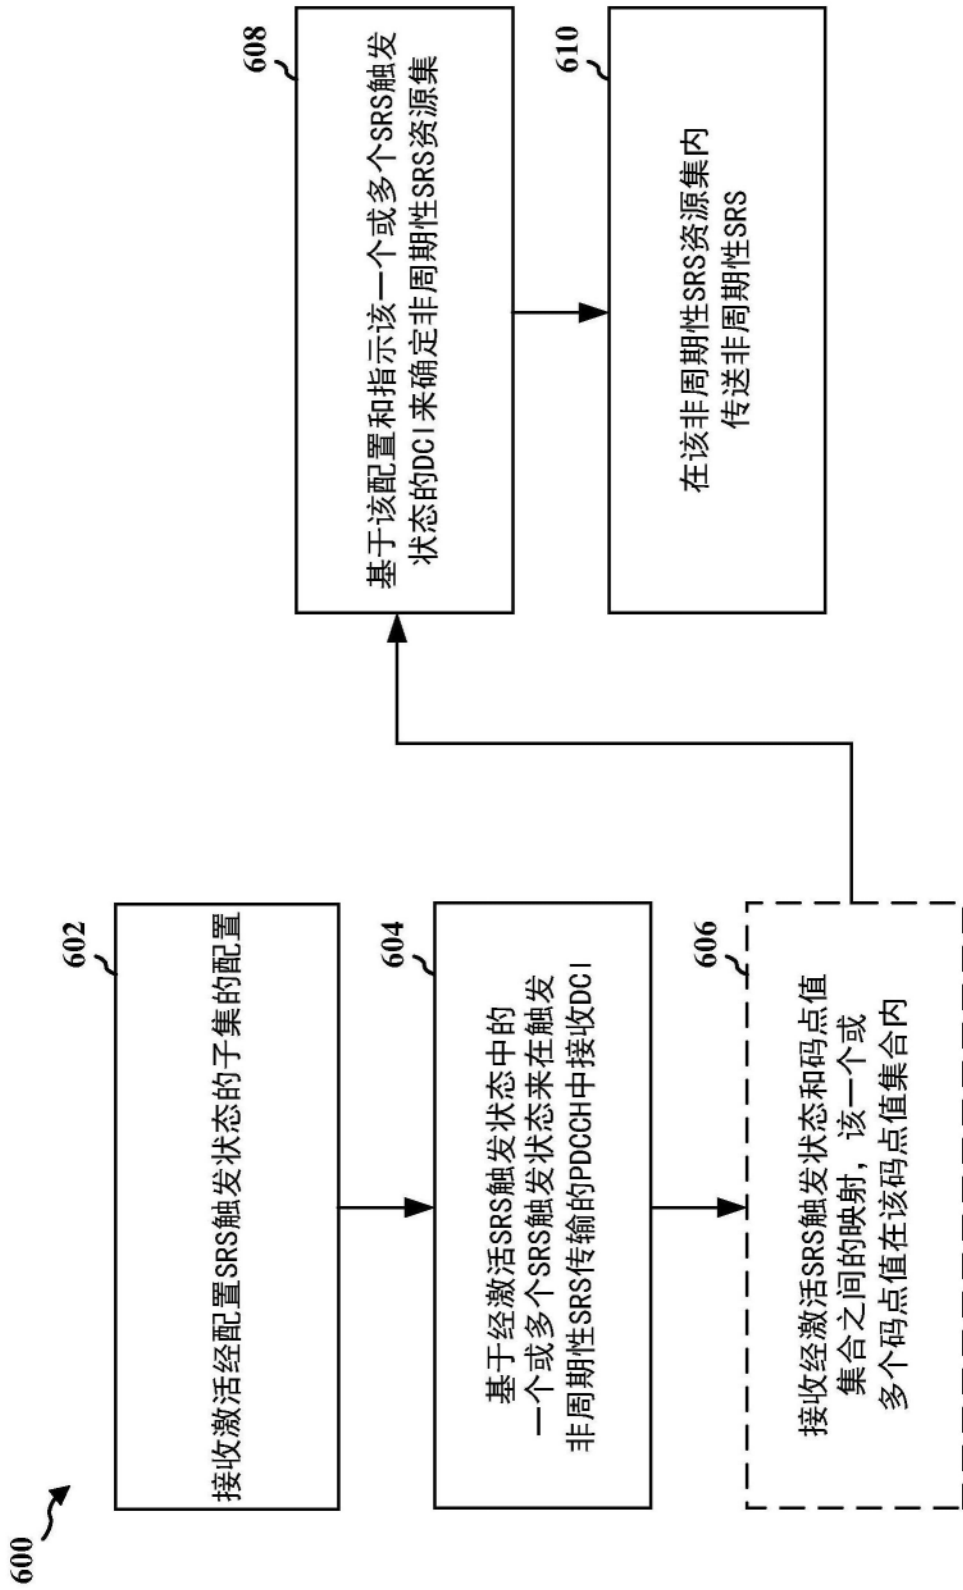 600
602
接收激活经配置SRS触发状态的子集的配置
604
基于经激活SRS触发状态中的
一个或多个SRS触发状态来在触发
非周期性SRS传输的PDCCH中接收DCI
606
接收经激活SRS触发状态和码点值
集合之间的映射，该一个或
多个码点值在该码点值集合内
608
基于该配置和指示该一个或多个SRS触发
状态的DCI来确定非周期性SRS资源集
610
在该非周期性SRS资源集内
传送非周期性SRS